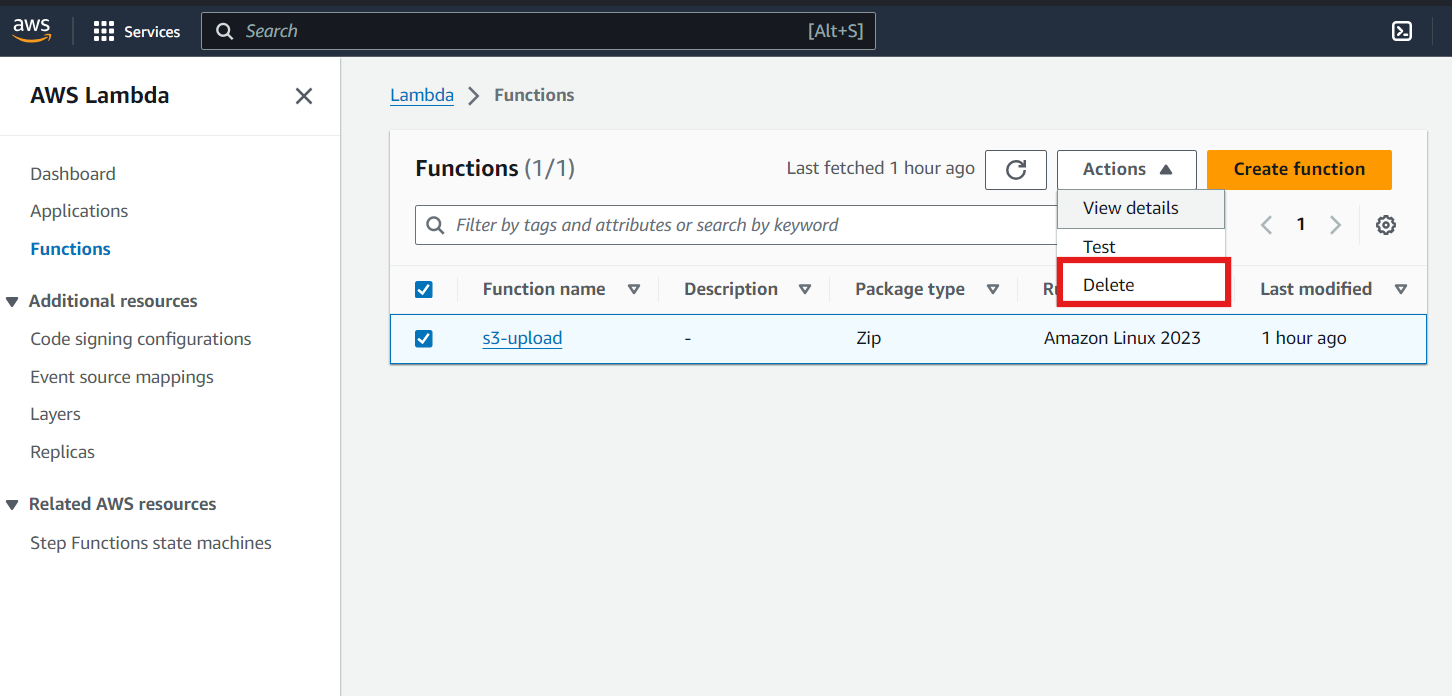 aws
Services
Search [Alt+S]
AWS Lambda
Dashboard
Applications
Functions
Additional resources
Code signing configurations
Event source mappings
Layers
Replicas
Related AWS resources
Step Functions state machines
Lambda Functions
Functions (1/1) Last fetched 1 hour ago Actions Create function
Filter by tags and attributes or search by keyword 1
View details
Test
Delete
Function name Description Package type Last modified
s3-upload - Zip Amazon Linux 2023 1 hour ago